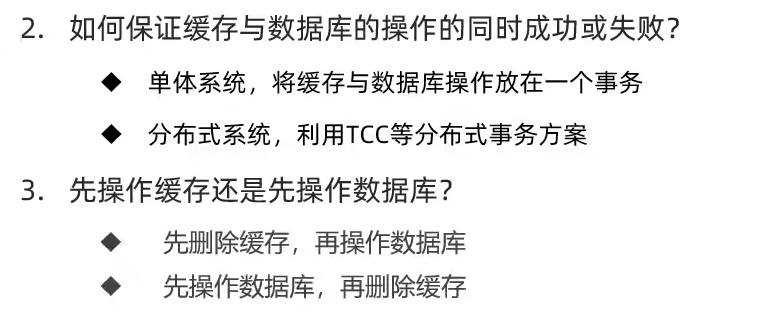 2. 如何保证缓存与数据库的操作的同时成功或失败？
◆ 单体系统，将缓存与数据库操作放在一个事务
◆ 分布式系统，利用TCC等分布式事务方案
3. 先操作缓存还是先操作数据库？
◆ 先删除缓存，再操作数据库
◆ 先操作数据库，再删除缓存